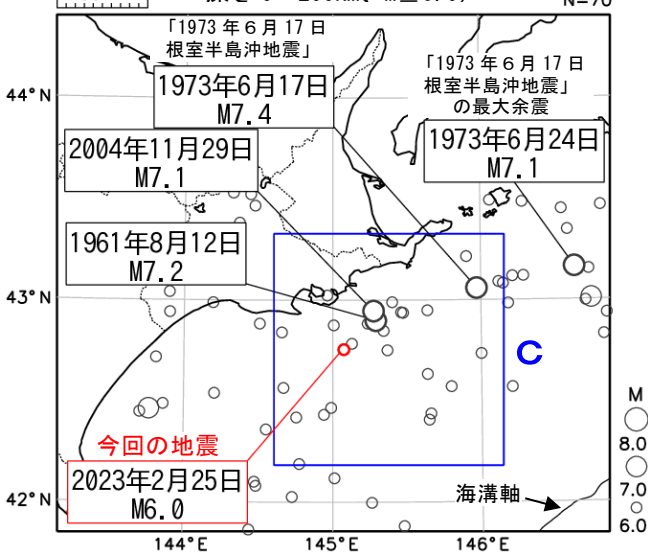 N=70
「1973年6月17日
根室半島沖地震」
1973年6月17日
M7.4
「1973年6月17日
根室半島沖地震」
の最大余震
1973年6月24日
M7.1
2004年11月29日
M7.1
1961年8月12日
M7.2
44°N
43°N
42°N
C
今回の地震
2023年2月25日
M6.0
海溝軸
M
8.0
7.0
6.0
144°E
145°E
146°E